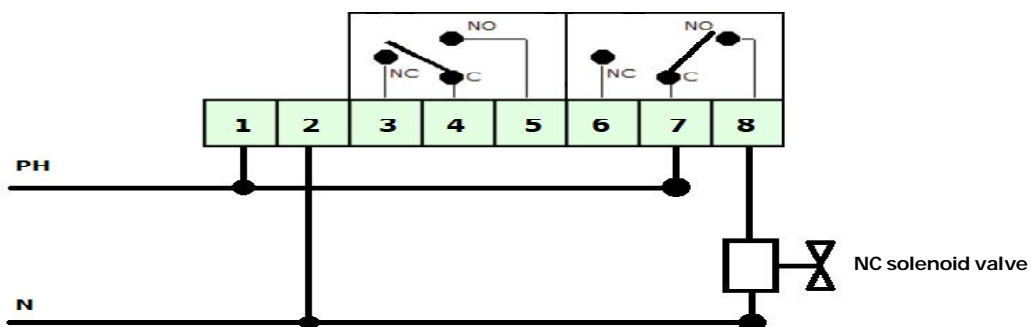 NO NO
NC C NC C
1 2 3 4 5 6 7 8
PH
NC solenoid valve
N